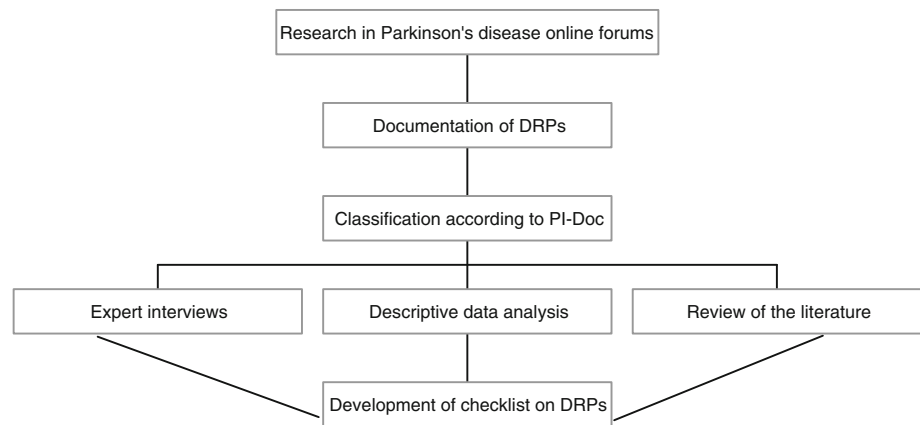 Research in Parkinson's disease online forums
Documentation of DRPs
Classification according to PI-Doc
Expert interviews
Descriptive data analysis
Review of the literature
Development of checklist on DRPs